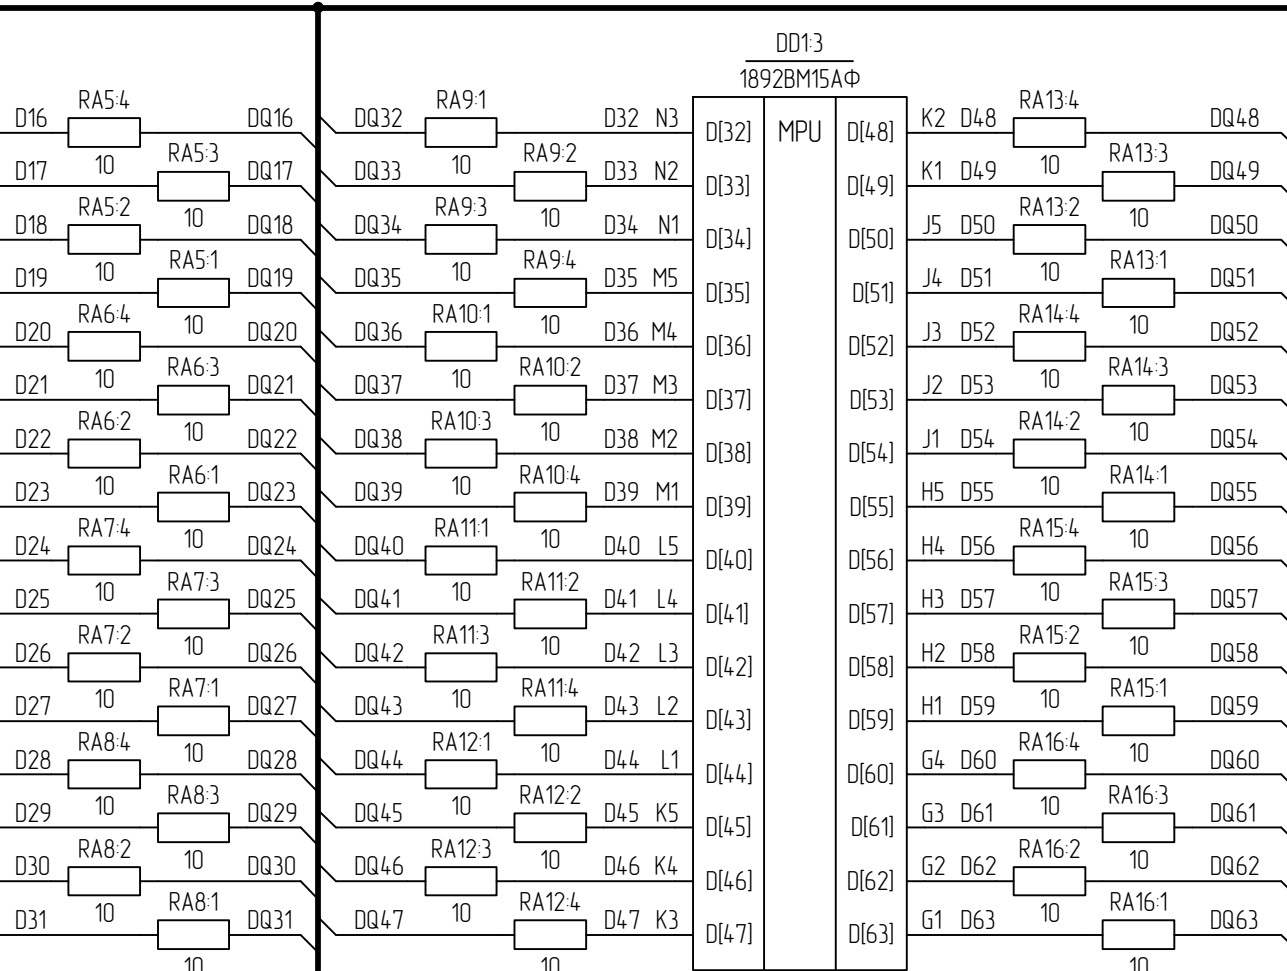 DD1:3
1892ВМ15АФ
D16 RA5:4 10 DQ16 DQ32 RA9:1 10 D32 N3 D[32] MPU D[48] K2 D48 RA13:4 10 DQ48
D17 RA5:3 10 DQ17 DQ33 RA9:2 10 D33 N2 D[33] D[49] K1 D49 RA13:3 10 DQ49
D18 RA5:2 10 DQ18 DQ34 RA9:3 10 D34 N1 D[34] D[50] J5 D50 RA13:2 10 DQ50
D19 RA5:1 10 DQ19 DQ35 RA9:4 10 D35 M5 D[35] D[51] J4 D51 RA13:1 10 DQ51
D20 RA6:4 10 DQ20 DQ36 RA10:1 10 D36 M4 D[36] D[52] J3 D52 RA14:4 10 DQ52
D21 RA6:3 10 DQ21 DQ37 RA10:2 10 D37 M3 D[37] D[53] J2 D53 RA14:3 10 DQ53
D22 RA6:2 10 DQ22 DQ38 RA10:3 10 D38 M2 D[38] D[54] J1 D54 RA14:2 10 DQ54
D23 RA6:1 10 DQ23 DQ39 RA10:4 10 D39 M1 D[39] D[55] H5 D55 RA14:1 10 DQ55
D24 RA7:4 10 DQ24 DQ40 RA11:1 10 D40 L5 D[40] D[56] H4 D56 RA15:4 10 DQ56
D25 RA7:3 10 DQ25 DQ41 RA11:2 10 D41 L4 D[41] D[57] H3 D57 RA15:3 10 DQ57
D26 RA7:2 10 DQ26 DQ42 RA11:3 10 D42 L3 D[42] D[58] H2 D58 RA15:2 10 DQ58
D27 RA7:1 10 DQ27 DQ43 RA11:4 10 D43 L2 D[43] D[59] H1 D59 RA15:1 10 DQ59
D28 RA8:4 10 DQ28 DQ44 RA12:1 10 D44 L1 D[44] D[60] G4 D60 RA16:4 10 DQ60
D29 RA8:3 10 DQ29 DQ45 RA12:2 10 D45 K5 D[45] D[61] G3 D61 RA16:3 10 DQ61
D30 RA8:2 10 DQ30 DQ46 RA12:3 10 D46 K4 D[46] D[62] G2 D62 RA16:2 10 DQ62
D31 RA8:1 10 DQ31 DQ47 RA12:4 10 D47 K3 D[47] D[63] G1 D63 RA16:1 10 DQ63